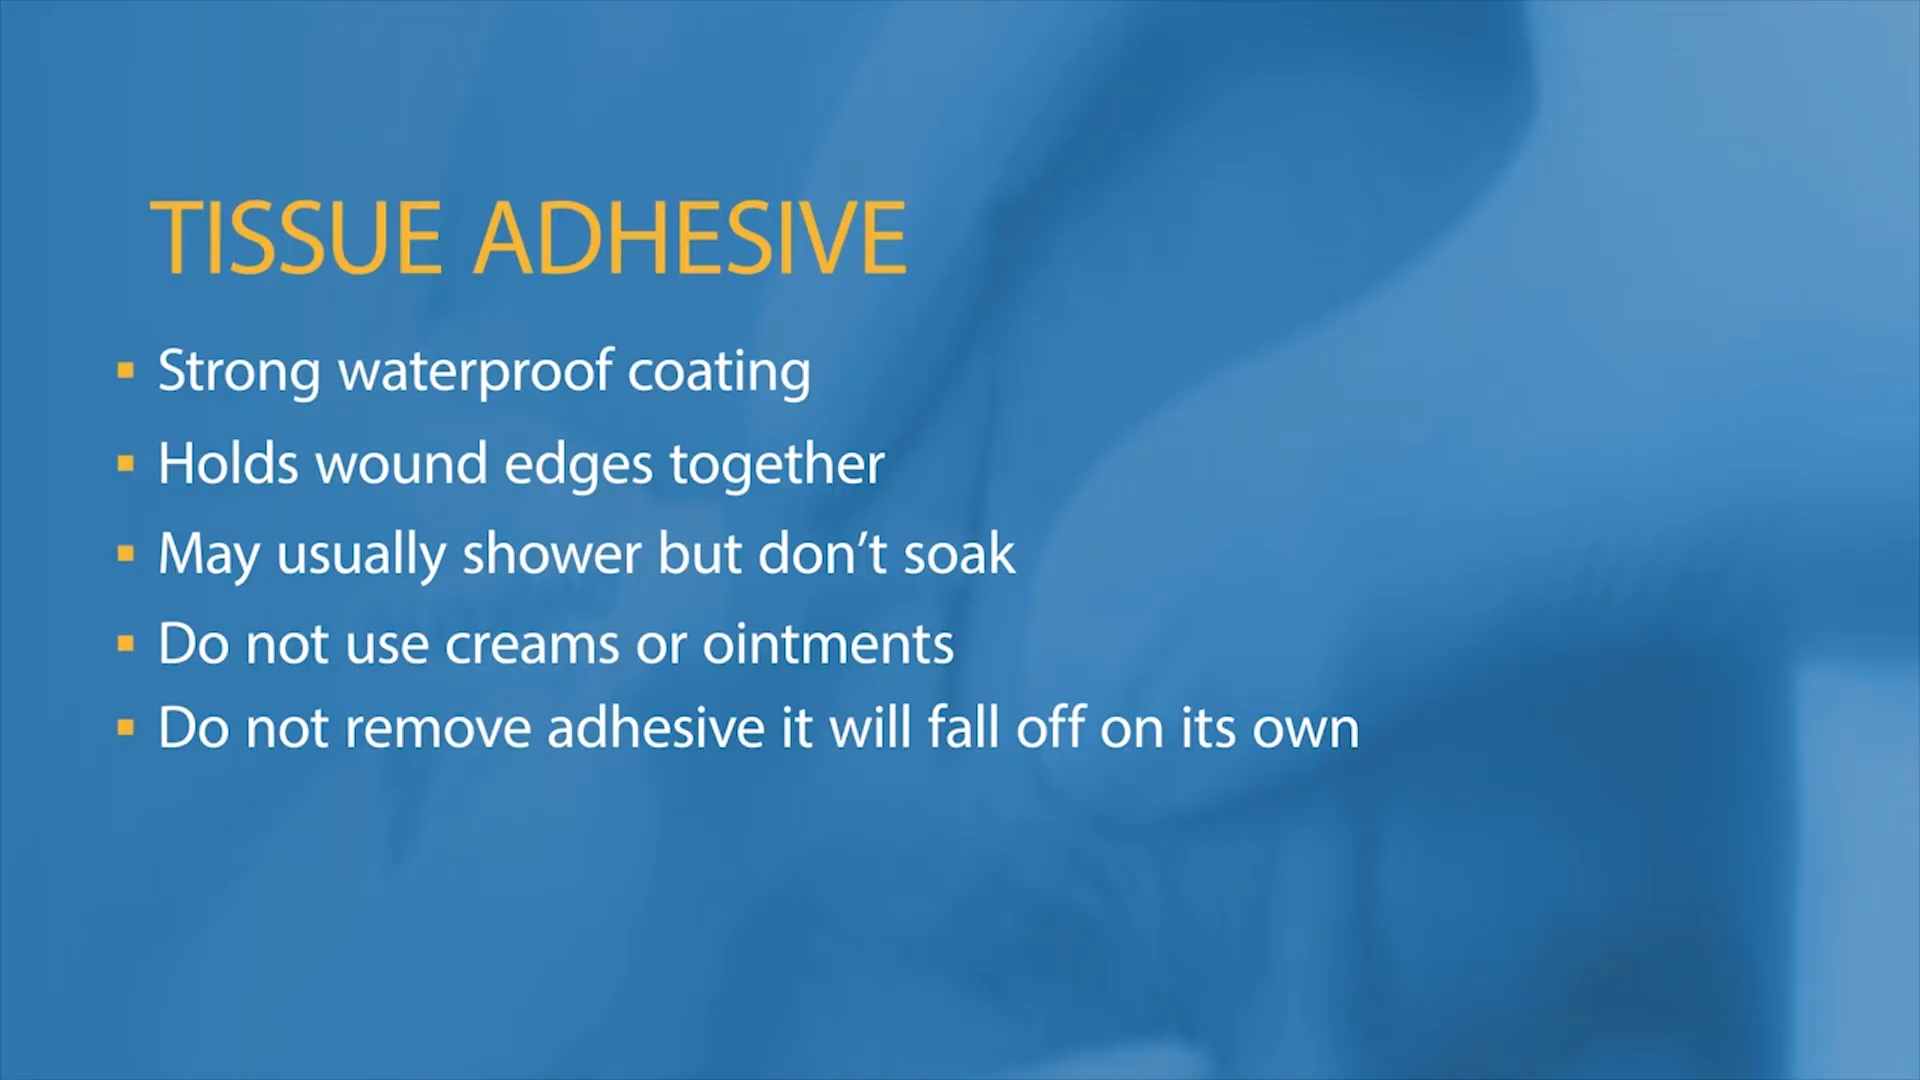 TISSUE ADHESIVE
Strong waterproof coating
Holds wound edges together
May usually shower but don’t soak
Do not use creams or ointments
Do not remove adhesive it will fall off on its own